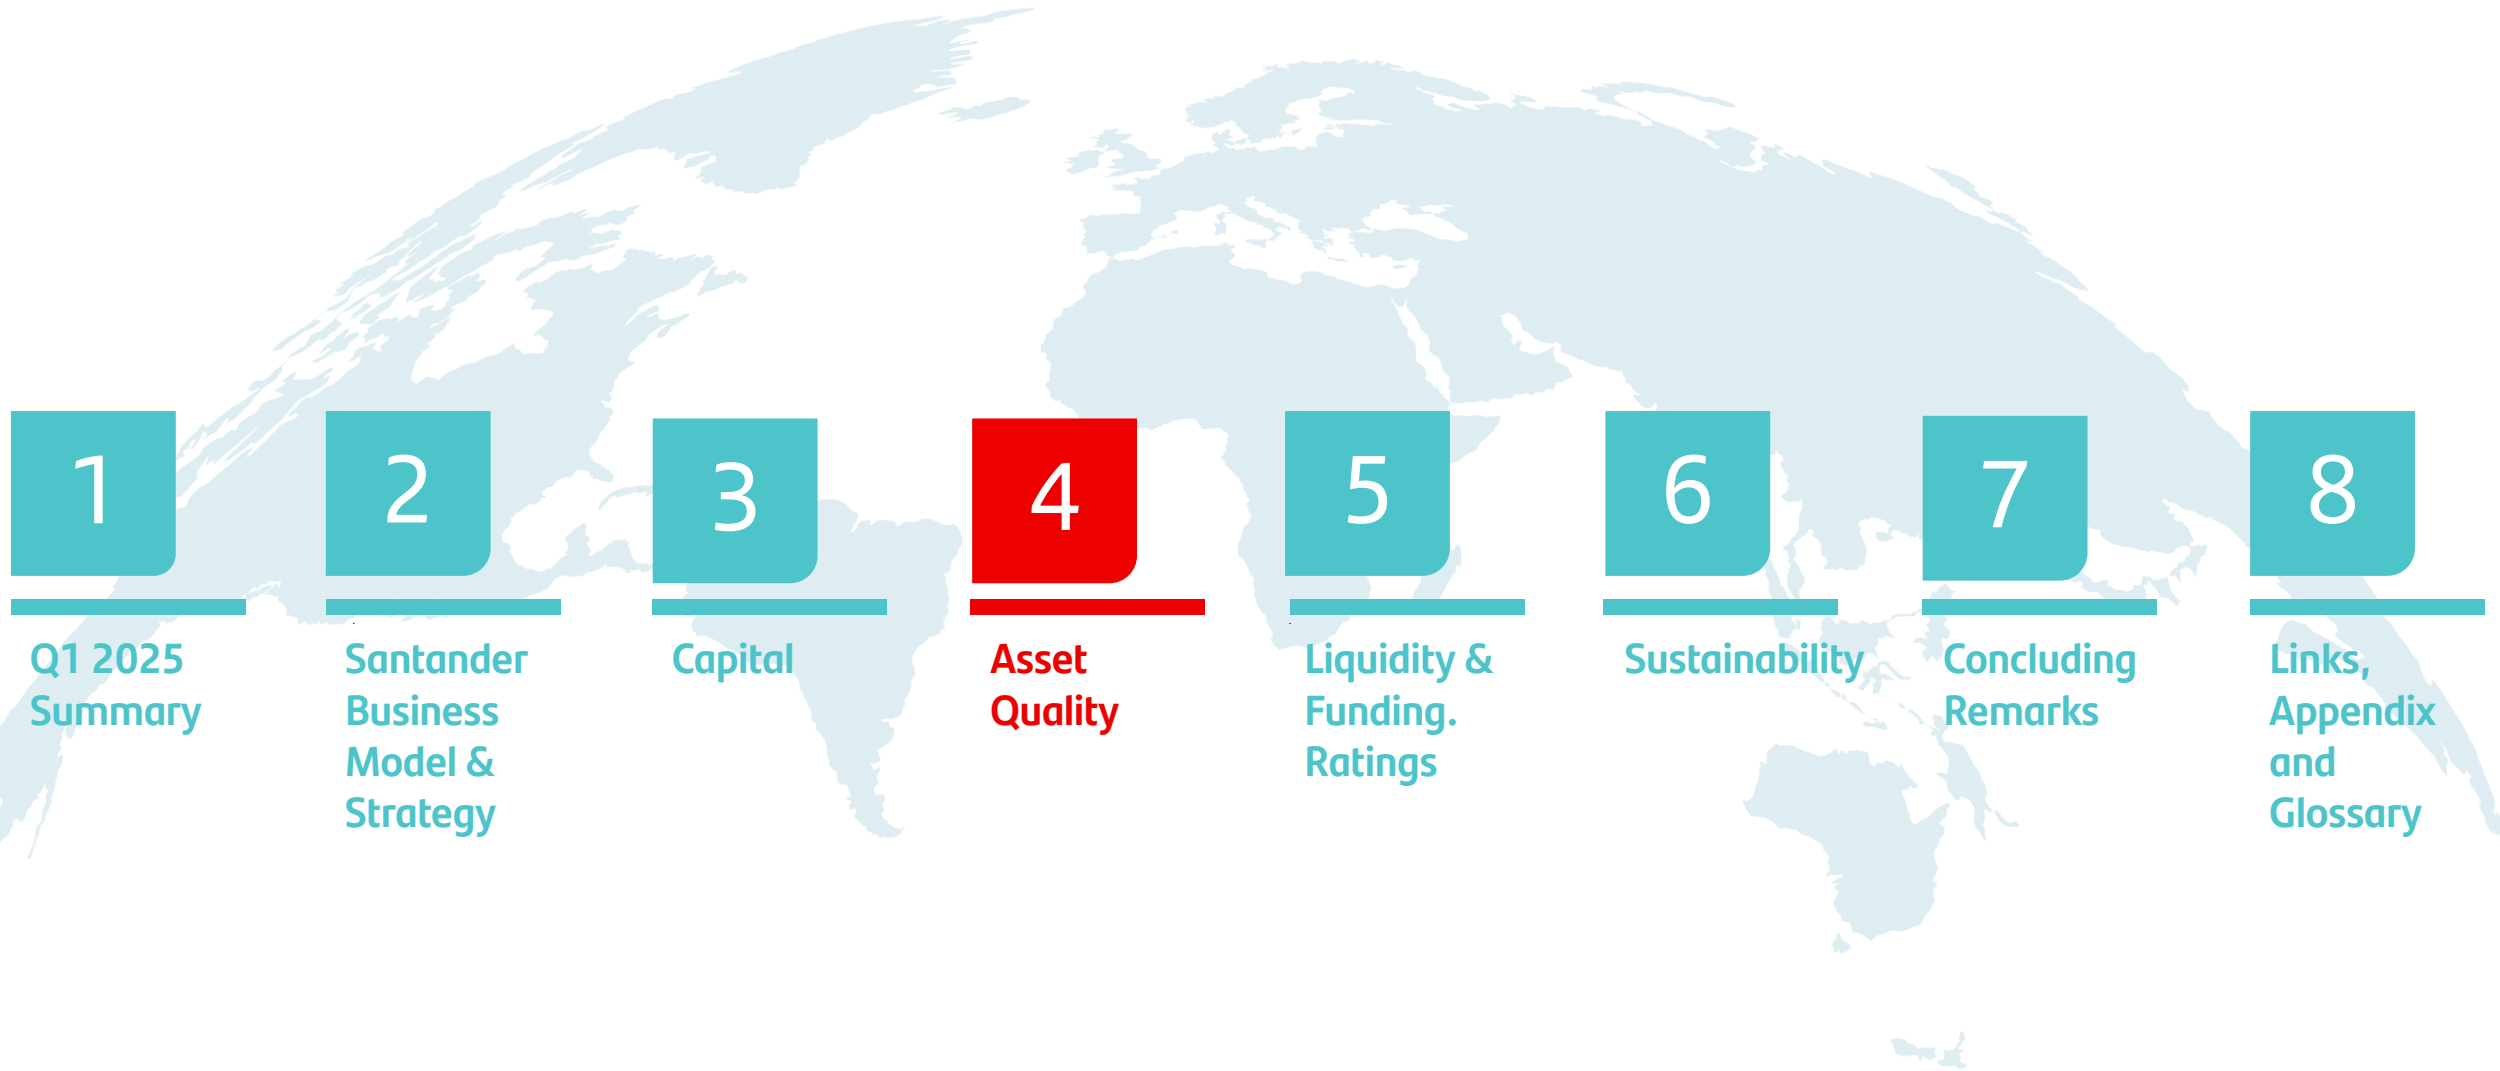 1
Q1 2025
Summary
2
Santander
Business
Model &
Strategy
3
Capital
4
Asset
Quality
5
Liquidity &
Funding.
Ratings
6
Sustainability
7
Concluding
Remarks
8
Links,
Appendix
and
Glossary